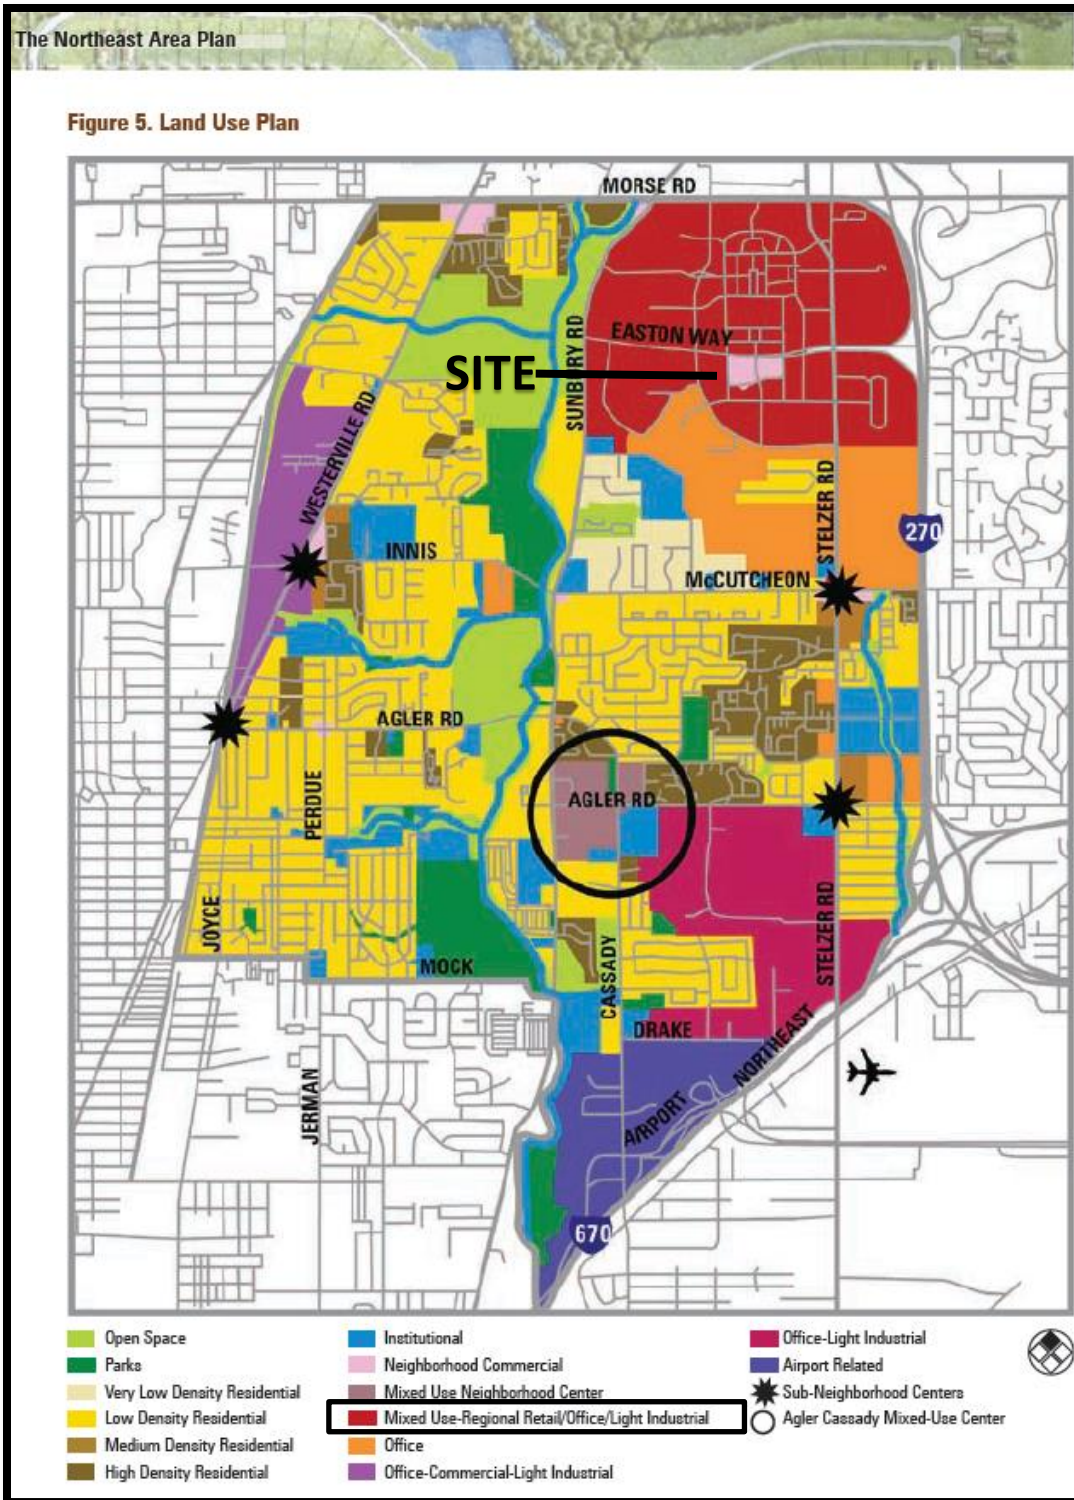 The Northeast Area Plan
Figure 5. Land Use Plan
MORSE RD
EASTON WAY
SUNBURY RD
SITE
WESTERVILLE RD
STELZER RD
270
INNIS
McCUTCHEON
AGLER RD
PERDUE
AGLER RD
JOYCE
STELZER RD
MOCK
CASSADY
DRAKE
JERMAN
AIRPORT
NORTHEAST
670
Open Space
Parks
Very Low Density Residential
Low Density Residential
Medium Density Residential
High Density Residential
Institutional
Neighborhood Commercial
Mixed Use Neighborhood Center
Mixed Use-Regional Retail/Office/Light Industrial
Office
Office-Commercial-Light Industrial
Office-Light Industrial
Airport Related
Sub-Neighborhood Centers
Agler Cassady Mixed-Use Center